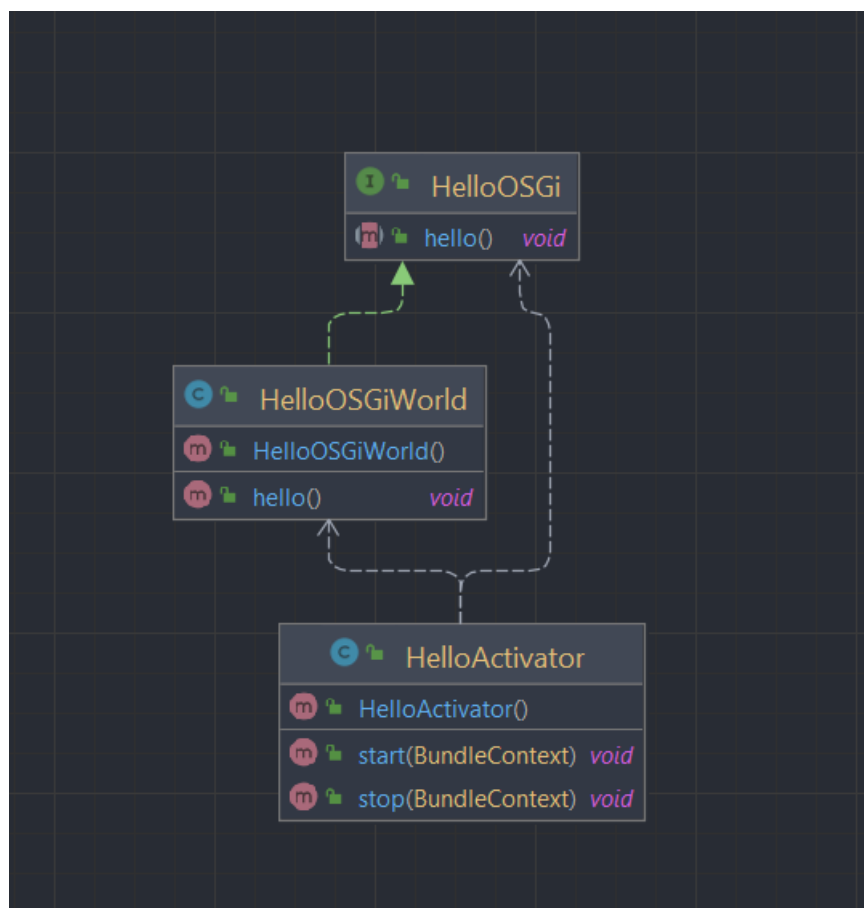 I HelloOSGi
m hello() void
C HelloOSGiWorld
m HelloOSGiWorld()
m hello() void
C HelloActivator
m HelloActivator()
m start(BundleContext) void
m stop(BundleContext) void